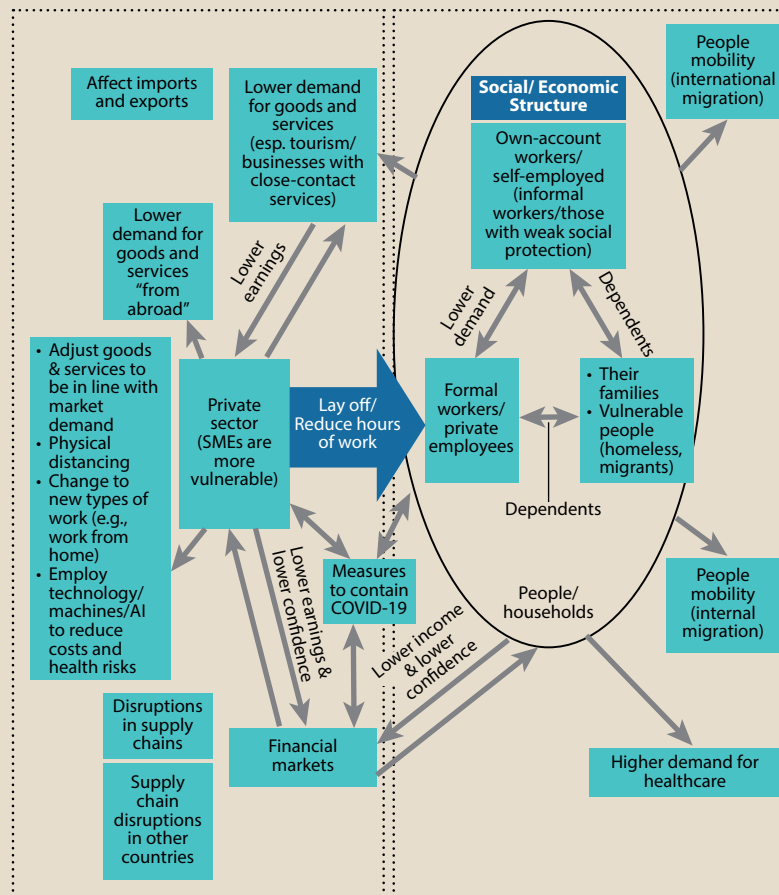 Affect imports
and exports
Lower demand
for goods and
services
(esp. tourism/
businesses with
close-contact
services)
Social/ Economic
Structure
Own-account
workers/
self-employed
(informal
workers/those
with weak social
protection)
People
mobility
(international
migration)
Lower
demand for
goods and
services
“from
abroad”
Lower
earnings
Lower
demand
Dependents
• Adjust goods
& services to
be in line with
market
demand
• Physical
distancing
• Change to
new types of
work (e.g.,
work from
home)
• Employ
technology/
machines/AI
to reduce
costs and
health risks
Private
sector
(SMEs are
more
vulnerable)
Lay off/
Reduce hours
of work
Formal
workers/
private
employees
• Their
families
• Vulnerable
people
(homeless,
migrants)
Dependents
Lower earnings &
lower confidence
Measures
to contain
COVID-19
Lower income
& lower
confidence
People/
households
People
mobility
(internal
migration)
Disruptions
in supply
chains
Financial
markets
Higher demand for
healthcare
Supply
chain
disruptions
in other
countries